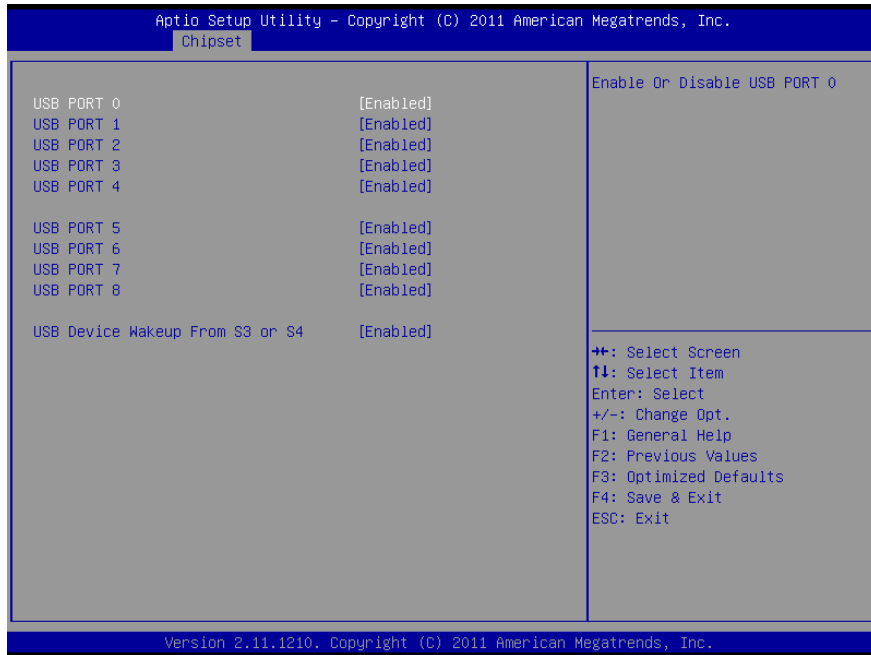 Aptio Setup Utility – Copyright (C) 2011 American Megatrends, Inc.
Chipset
USB PORT 0 [Enabled]
USB PORT 1 [Enabled]
USB PORT 2 [Enabled]
USB PORT 3 [Enabled]
USB PORT 4 [Enabled]
USB PORT 5 [Enabled]
USB PORT 6 [Enabled]
USB PORT 7 [Enabled]
USB PORT 8 [Enabled]
USB Device Wakeup From S3 or S4 [Enabled]
Enable Or Disable USB PORT 0
→←: Select Screen
↑↓: Select Item
Enter: Select
+/-: Change Opt.
F1: General Help
F2: Previous Values
F3: Optimized Defaults
F4: Save & Exit
ESC: Exit
Version 2.11.1210. Copyright (C) 2011 American Megatrends, Inc.